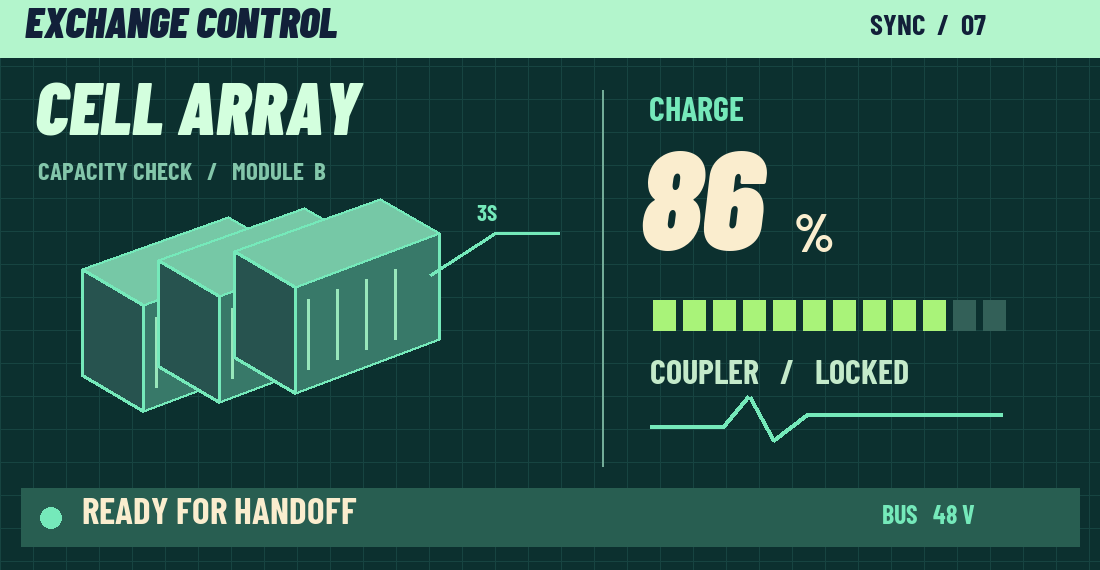 EXCHANGE CONTROL
SYNC / 07
CELL ARRAY
CAPACITY CHECK / MODULE B
3S
CHARGE
86 %
COUPLER / LOCKED
READY FOR HANDOFF
BUS 48 V